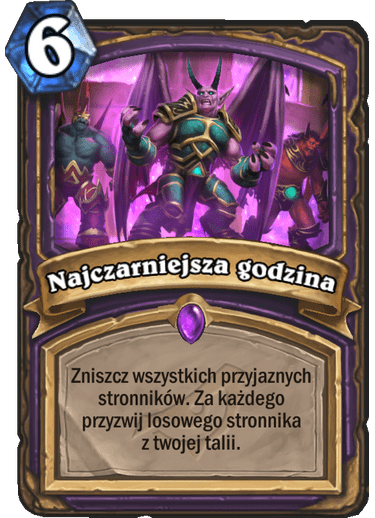 6
Najczarniejsza godzina
Zniszcz wszystkich przyjaznych
stronników. Za każdego
przyzwij losowego stronnika
z twojej talii.